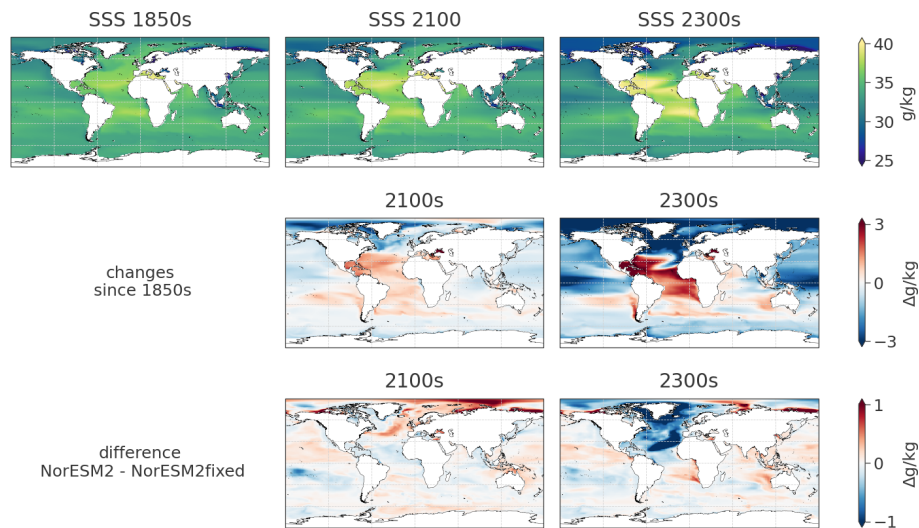 SSS 1850s
SSS 2100
SSS 2300s
40
35
30
25
g/kg
2100s
2300s
changes
since 1850s
3
0
−3
Δg/kg
2100s
2300s
difference
NorESM2 - NorESM2fixed
1
0
−1
Δg/kg